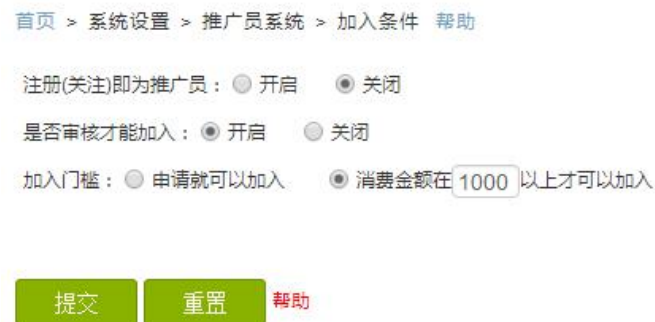 首页 > 系统设置 > 推广员系统 > 加入条件 帮助
注册(关注)即为推广员： 开启 关闭
是否审核才能加入： 开启 关闭
加入门槛： 申请就可以加入 消费金额在 1000 以上才可以加入
提交 重置 帮助